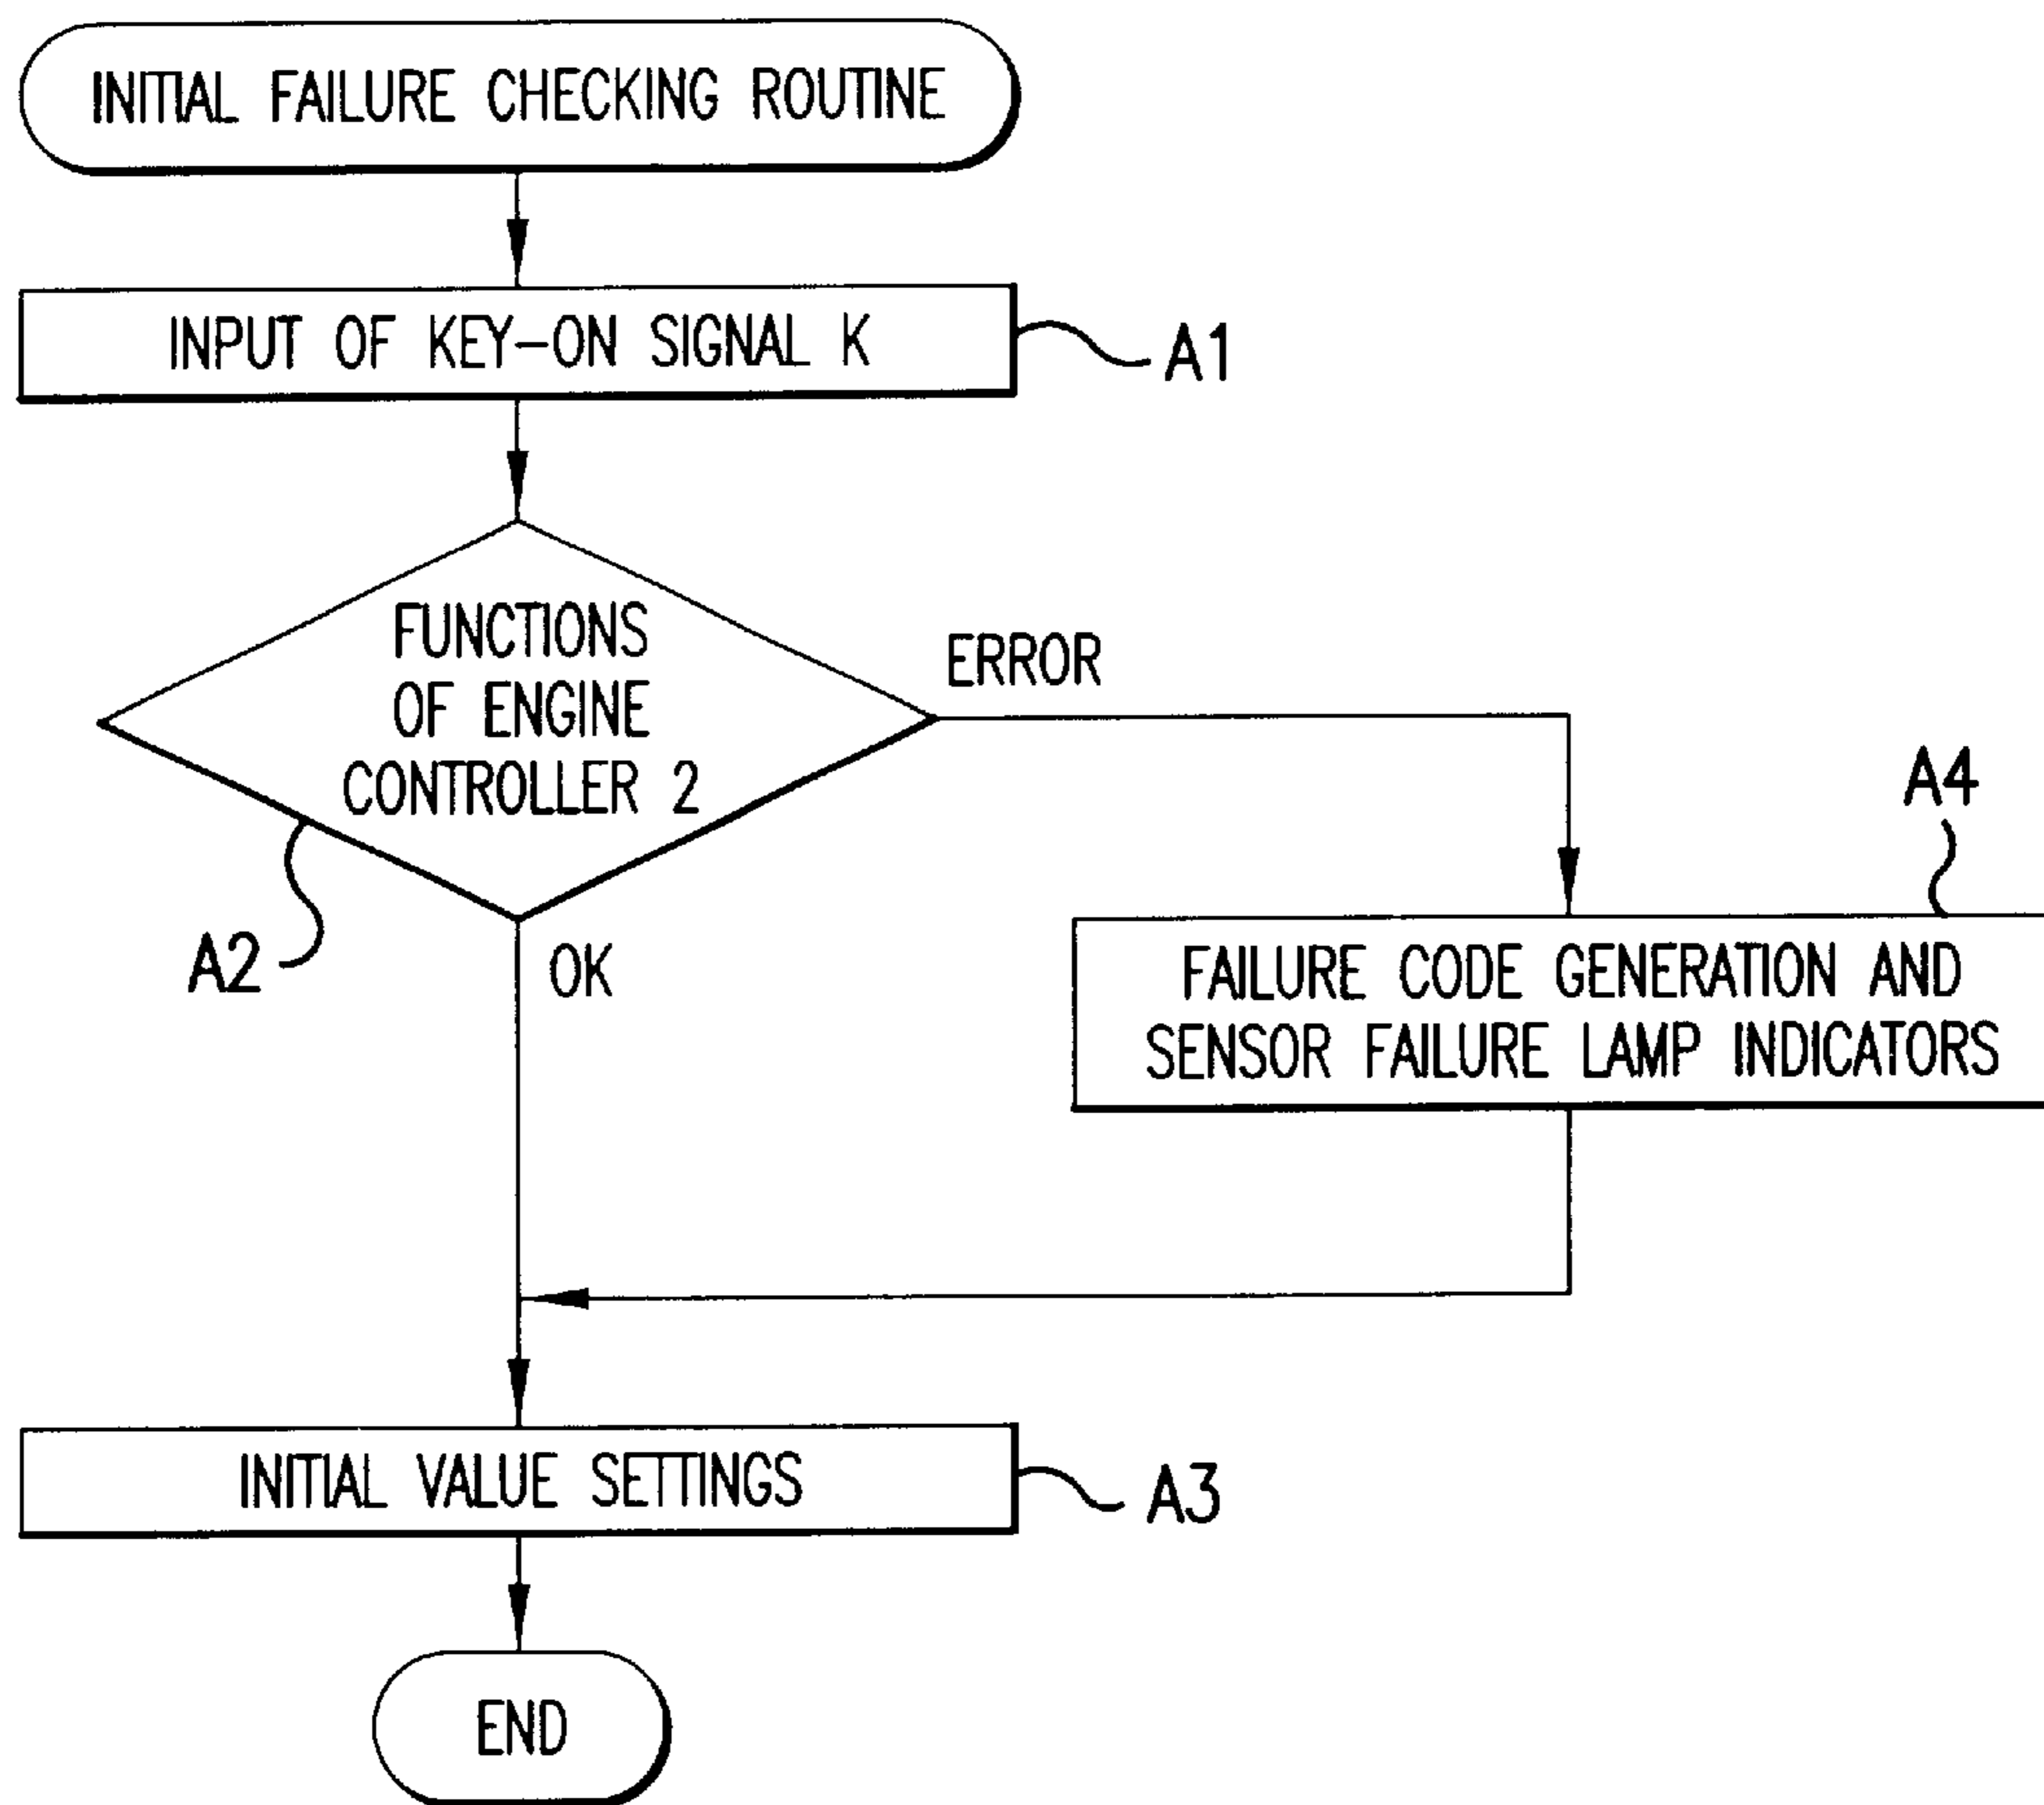 INITIAL FAILURE CHECKING ROUTINE
INPUT OF KEY-ON SIGNAL K
A1
FUNCTIONS
OF ENGINE
CONTROLLER 2
ERROR
A2
OK
A4
FAILURE CODE GENERATION AND
SENSOR FAILURE LAMP INDICATORS
INITIAL VALUE SETTINGS
A3
END